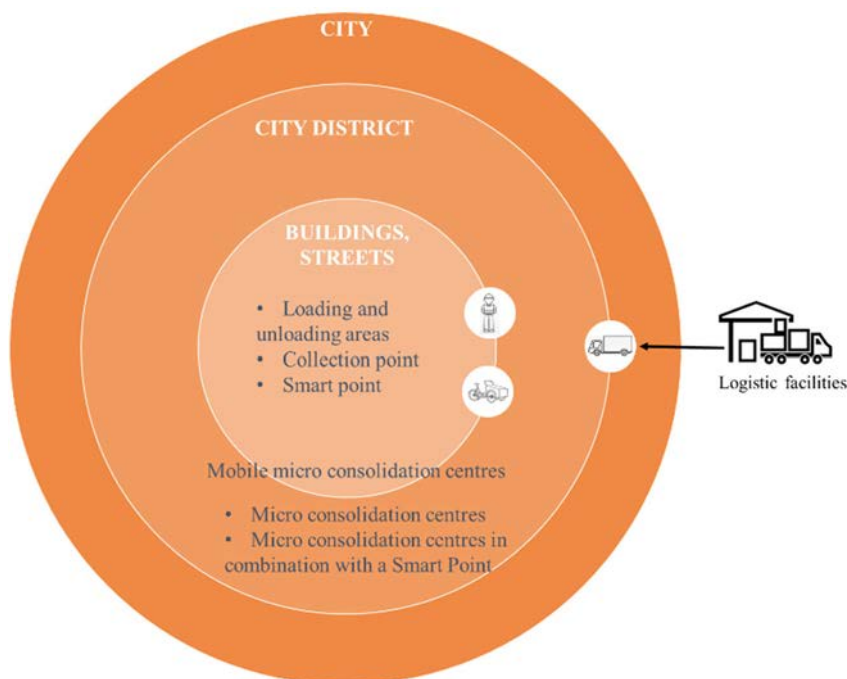 CITY
CITY DISTRICT
BUILDINGS,
STREETS
• Loading and
unloading areas
• Collection point
• Smart point
Logistic facilities
Mobile micro consolidation centres
• Micro consolidation centres
• Micro consolidation centres in
combination with a Smart Point